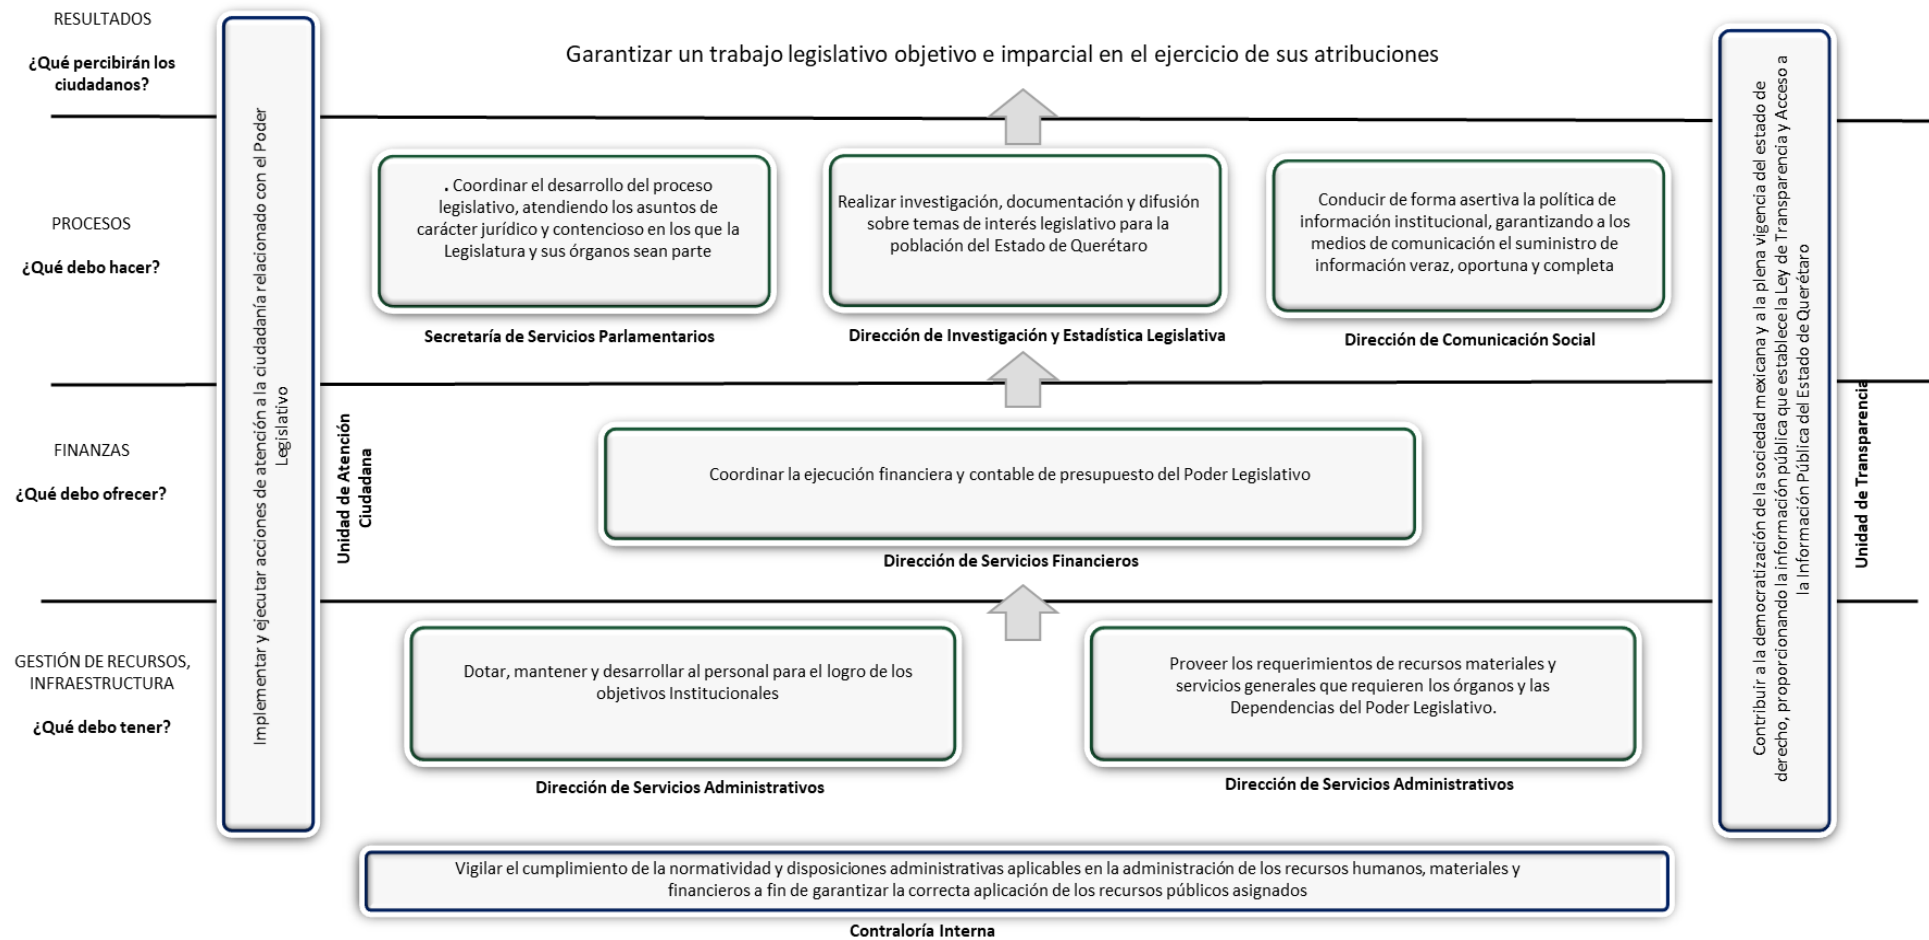 RESULTADOS
¿Qué percibirán los
ciudadanos?
Garantizar un trabajo legislativo objetivo e imparcial en el ejercicio de sus atribuciones
Implementar y ejecutar acciones de atención a la ciudadanía relacionado con el Poder
Legislativo
Unidad de Atención
Ciudadana
PROCESOS
¿Qué debo hacer?
. Coordinar el desarrollo del proceso
legislativo, atendiendo los asuntos de
carácter jurídico y contencioso en los que la
Legislatura y sus órganos sean parte
Secretaría de Servicios Parlamentarios
Realizar investigación, documentación y difusión
sobre temas de interés legislativo para la
población del Estado de Querétaro
Dirección de Investigación y Estadística Legislativa
Conducir de forma asertiva la política de
información institucional, garantizando a los
medios de comunicación el suministro de
información veraz, oportuna y completa
Dirección de Comunicación Social
FINANZAS
¿Qué debo ofrecer?
Coordinar la ejecución financiera y contable de presupuesto del Poder Legislativo
Dirección de Servicios Financieros
GESTIÓN DE RECURSOS,
INFRAESTRUCTURA
¿Qué debo tener?
Dotar, mantener y desarrollar al personal para el logro de los
objetivos Institucionales
Dirección de Servicios Administrativos
Proveer los requerimientos de recursos materiales y
servicios generales que requieren los órganos y las
Dependencias del Poder Legislativo.
Dirección de Servicios Administrativos
Contribuir a la democratización de la sociedad mexicana y a la plena vigencia del estado de
derecho, proporcionando la información pública que establece la Ley de Transparencia y Acceso a
la Información Pública del Estado de Querétaro
Unidad de Transparencia
Vigilar el cumplimiento de la normatividad y disposiciones administrativas aplicables en la administración de los recursos humanos, materiales y
financieros a fin de garantizar la correcta aplicación de los recursos públicos asignados
Contraloría Interna